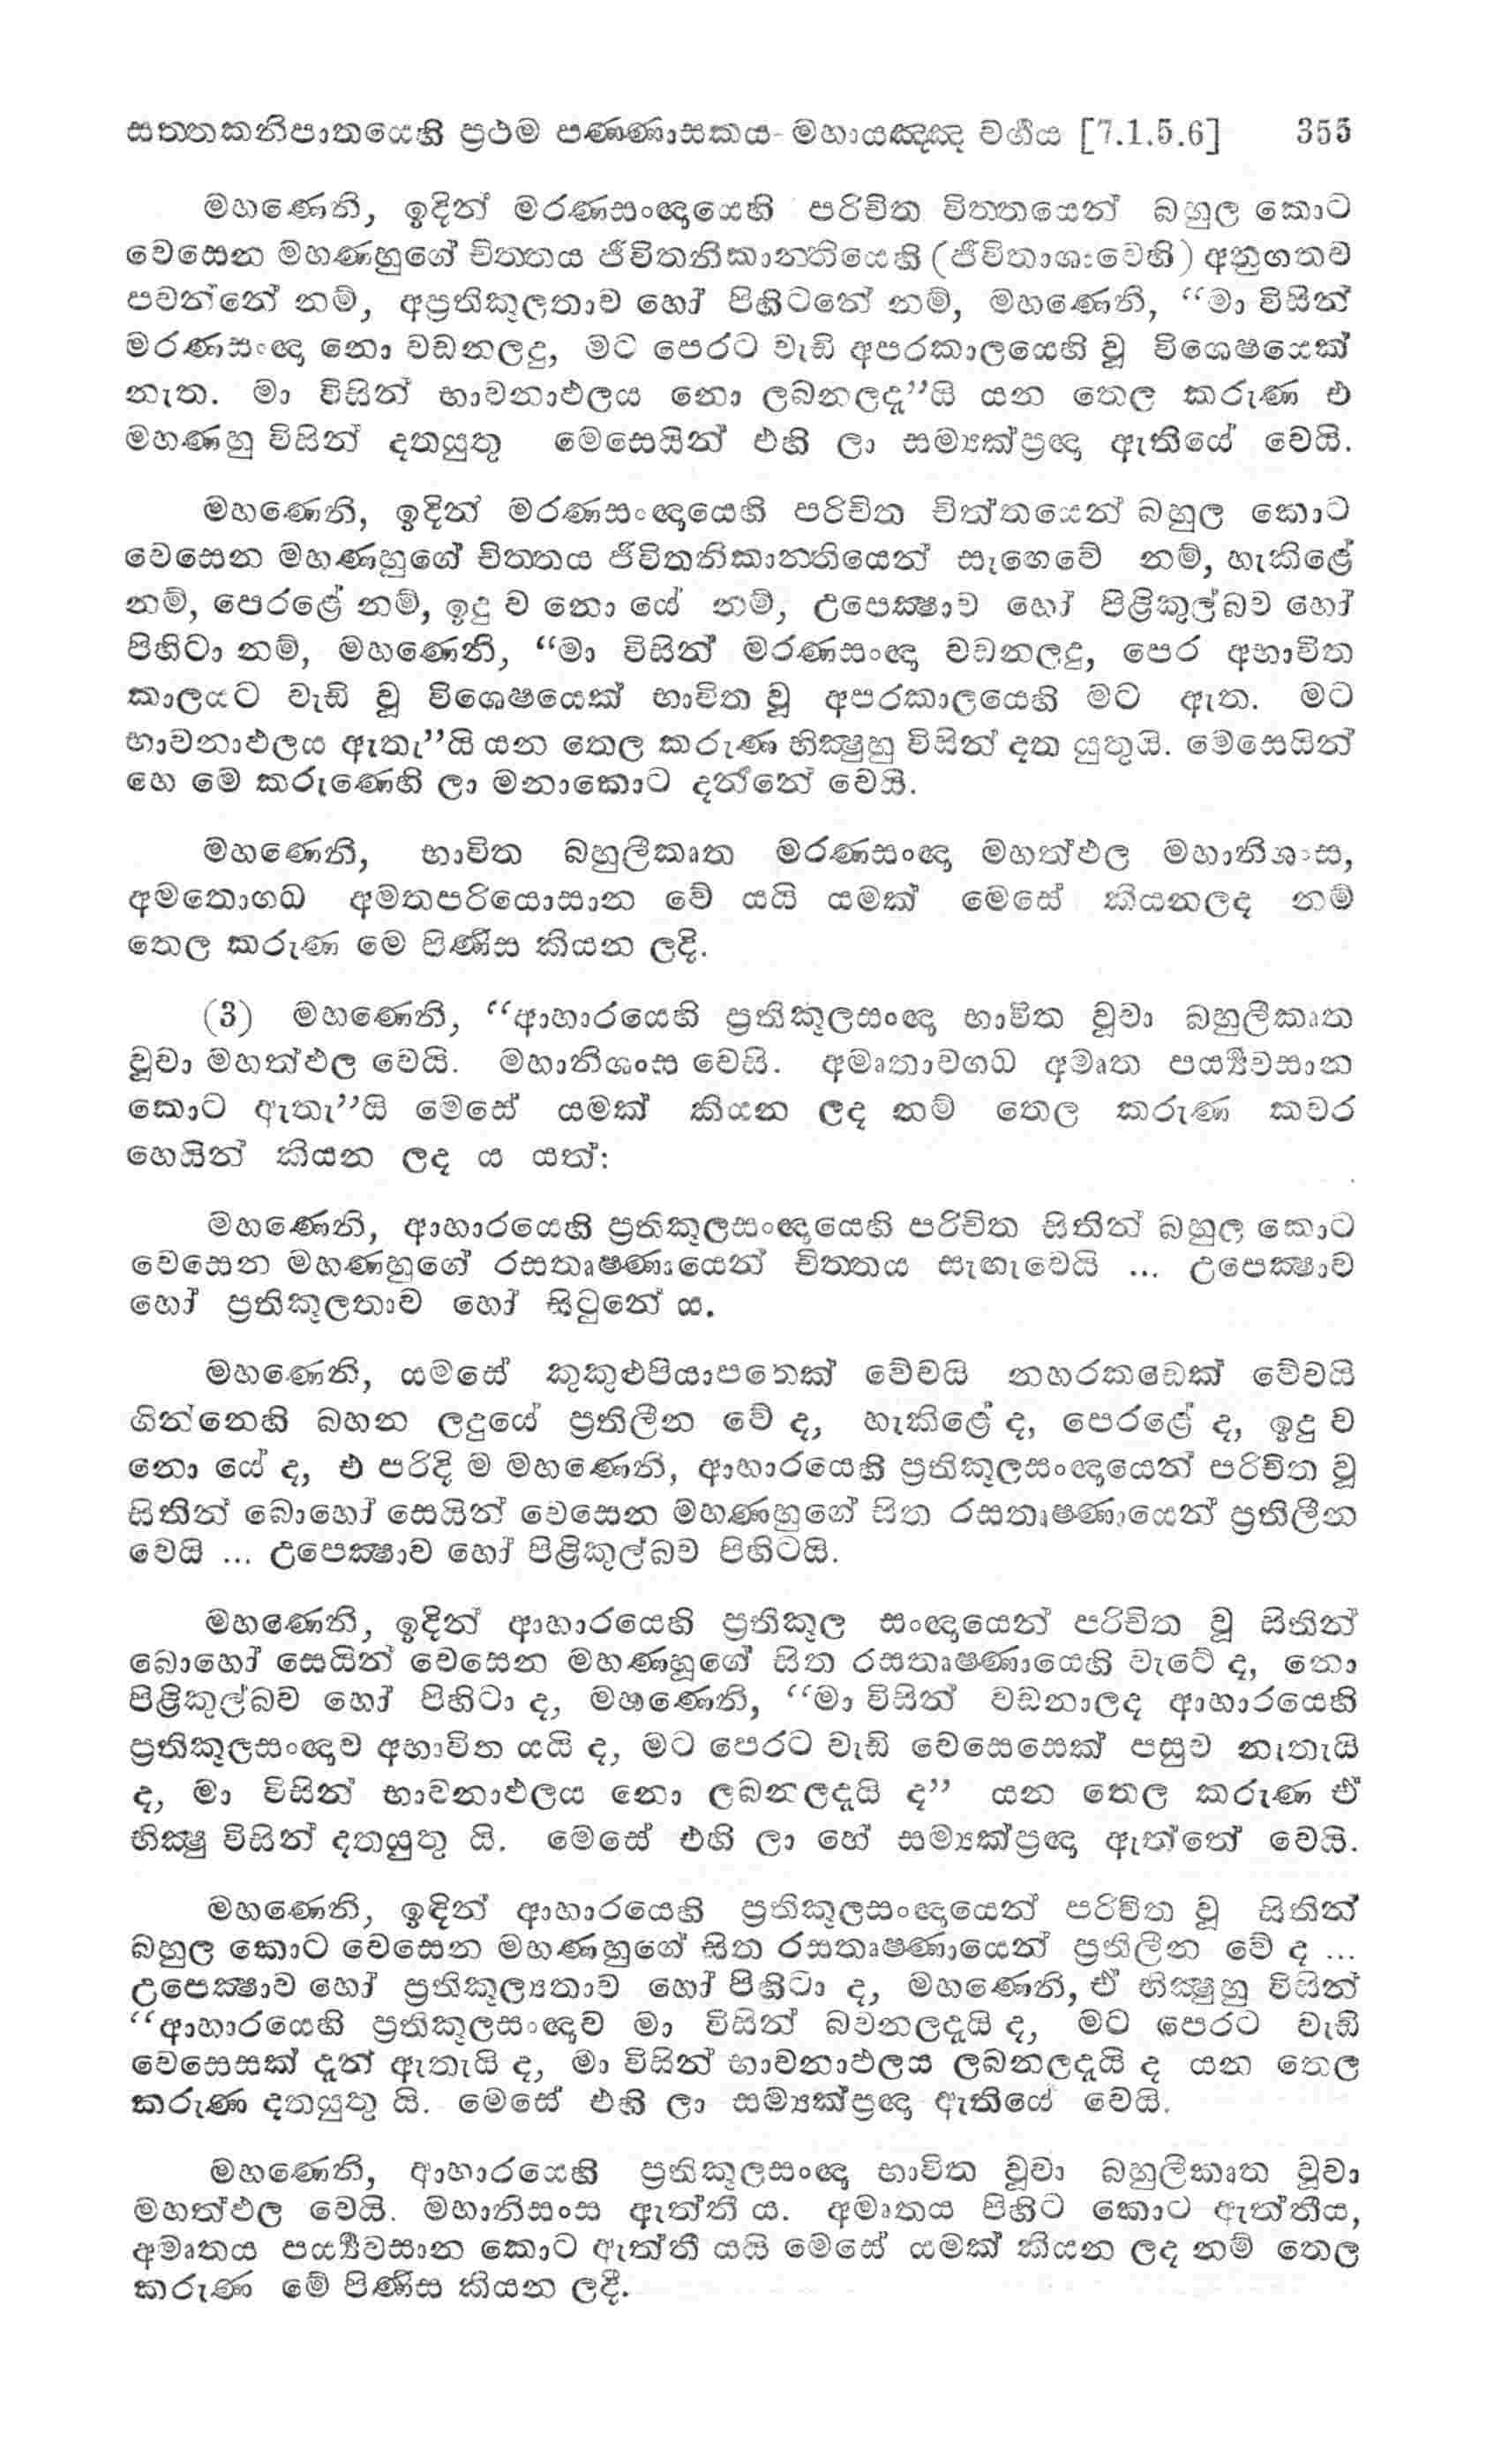 සත්තකනිපාතයෙහි ප්‍රථම පණ්ණාසකය- මහායඤ්ඤ වර්ගය [7.1.5.6] 355
මහණෙනි, ඉදින් මරණසංඥායෙහි පරිචිත චිත්තයෙන් බහුල කොට
වෙසෙන මහණහුගේ චිත්තය ජීවිතනිකාන්තියෙහි (ජීවිතාශාවෙහි) අනුගතව
පවන්නේ නම්, අප්‍රතිකූලතාව හෝ පිහිටනේ නම්, මහණෙනි, “මා විසින්
මරණසංඥා නො වඩනලදු, මට පෙරට වැඩි අපරකාලයෙහි වූ විශෙෂයෙක්
නැත. මා විසින් භාවනාඵලය නො ලබනලදැ”යි යන තෙල කරුණ එ
මහණහු විසින් දතයුතු මෙසෙයින් එහි ලා සම්‍යක්ප්‍රඥා ඇතියේ වෙයි.
මහණෙනි, ඉදින් මරණසංඥායෙහි පරිචිත චිත්තයෙන් බහුල කොට
වෙසෙන මහණහුගේ චිත්තය ජීවිතනිකාන්තියෙන් සැඟෙවේ නම්, හැකිළේ
නම්, පෙරළේ නම්, ඉදු ව නො යේ නම්, උපෙක්‍ෂාව හෝ පිළිකුල්බව හෝ
පිහිටා නම්, මහණෙනි, “මා විසින් මරණසංඥා වඩනලදු, පෙර අභාවිත
කාලයට වැඩි වූ විශෙෂයෙක් භාවිත වූ අපරකාලයෙහි මට ඇත. මට
භාවනාඵලය ඇතැ”යි යන තෙල කරුණ භික්‍ෂුහු විසින් දත යුතුයි. මෙසෙයින්
හෙ මෙ කරුණෙහි ලා මනාකොට දන්නේ වෙයි.
මහණෙනි, භාවිත බහුලීකෘත මරණසංඥා මහත්ඵල මහානිශංස,
අමතොගධ අමතපරියොසාන වේ යයි යමක් මෙසේ කියනලද නම්
තෙල කරුණ මෙ පිණිස කියන ලදි.
(3) මහණෙනි, “ආහාරයෙහි ප්‍රතිකූලසංඥා භාවිත වූවා බහුලීකෘත
වූවා මහත්ඵල වෙයි. මහානිශංස වෙයි. අමෘතාවගධ අමෘත පර්‍ය්‍යවසාන
කොට ඇතැ”යි මෙසේ යමක් කියන ලද නම් තෙල කරුණ කවර
හෙයින් කියන ලද ය යත්:
මහණෙනි, ආහාරයෙහි ප්‍රතිකූලසංඥායෙහි පරිචිත සිතින් බහුල කොට
වෙසෙන මහණහුගේ රසතෘෂ්ණායෙන් චිත්තය සැඟැවෙයි ... උපෙක්‍ෂාව
හෝ ප්‍රතිකූලතාව හෝ සිටුනේ ය.
මහණෙනි, යම්සේ කුකුළුපියාපතෙක් වේවයි නහරකඩෙක් වේවයි
ගින්නෙහි බහන ලදුයේ ප්‍රතිලීන වේ ද, හැකිළේ ද, පෙරළේ ද, ඉදු ව
නො යේ ද, එ පරිදි ම මහණෙනි, ආහාරයෙහි ප්‍රතිකූලසංඥායෙන් පරිචිත වූ
සිතින් බොහෝ සෙයින් වෙසෙන මහණහුගේ සිත රසතෘෂ්ණායෙන් ප්‍රතිලීන
වෙයි ... උපෙක්‍ෂාව හෝ පිළිකුල්බව පිහිටයි.
මහණෙනි, ඉදින් ආහාරයෙහි ප්‍රතිකූල සංඥායෙන් පරිචිත වූ සිතින්
බොහෝ සෙයින් වෙසෙන මහණහූගේ සිත රසතෘෂ්ණායෙහි වැටේ ද, නො
පිළිකුල්බව හෝ පිහිටා ද, මහණෙනි, “මා විසින් වඩනාලද ආහාරයෙහි
ප්‍රතිකූලසංඥාව අභාවිත යයි ද, මට පෙරට වැඩි වෙසෙසෙක් පසුව නැතැයි
ද, මා විසින් භාවනාඵලය නො ලබනලදැයි ද” යන තෙල කරුණ ඒ
භික්‍ෂු විසින් දතයුතු යි. මෙසේ එහි ලා හේ සම්‍යක්ප්‍රඥා ඇත්තේ වෙයි.
මහණෙනි, ඉඳින් ආහාරයෙහි ප්‍රතිකූලසංඥායෙන් පරිචිත වූ සිතින්
බහුල කොට වෙසෙන මහණහුගේ සිත රසතෘෂ්ණායෙන් ප්‍රතිලීන වේ ද ...
උපෙක්‍ෂාව හෝ ප්‍රතිකූල්‍යතාව හෝ පිහිටා ද, මහණෙනි, ඒ භික්‍ෂුහු විසින්
“ආහාරයෙහි ප්‍රතිකූලසංඥාව මා විසින් බවනලදැයි ද, මට පෙරට වැඩි
වෙසෙසක් දැන් ඇතැයි ද, මා විසින් භාවනාඵලය ලබනලදැයි ද යන තෙල
කරුණ දතයුතු යි. මෙසේ එහි ලා සම්‍යක්ප්‍රඥා ඇතියේ වෙයි.
මහණෙනි, ආහාරයෙහි ප්‍රතිකූලසංඥා භාවිත වූවා බහුලීකෘත වූවා
මහත්ඵල වෙයි. මහානිසංස ඇත්තී ය. අමෘතය පිහිට කොට ඇත්තීය,
අමෘතය පර්‍ය්‍යවසාන කොට ඇත්තී යයි මෙසේ යමක් කියන ලද නම් තෙල
කරුණ මේ පිණිස කියන ලදී.